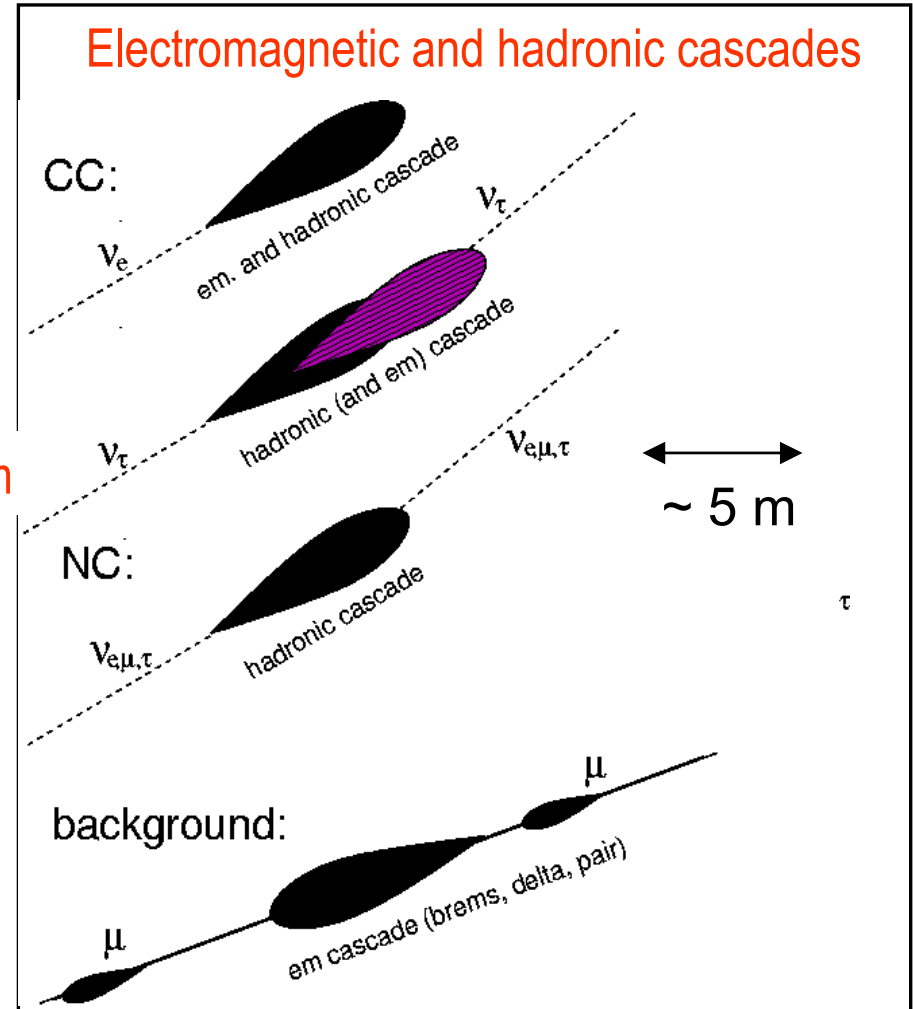 Electromagnetic and hadronic cascades
CC:
em. and hadronic cascade
νe
ντ
hadronic (and em) cascade
ντ
νe,μ,τ
m
~ 5 m
NC:
τ
hadronic cascade
νe,μ,τ
μ
background:
em cascade (brems, delta, pair)
μ